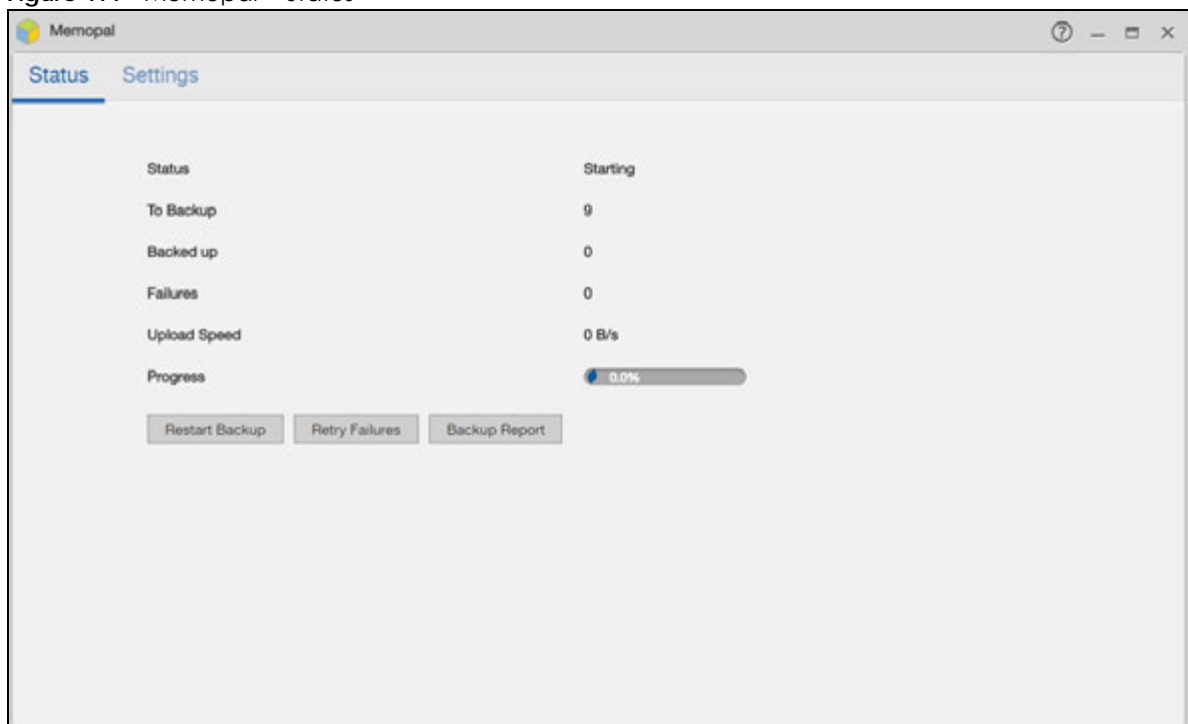 Memopal
Status Settings
Status Starting
To Backup 9
Backed up 0
Failures 0
Upload Speed 0 B/s
Progress 0.0%
Restart Backup Retry Failures Backup Report